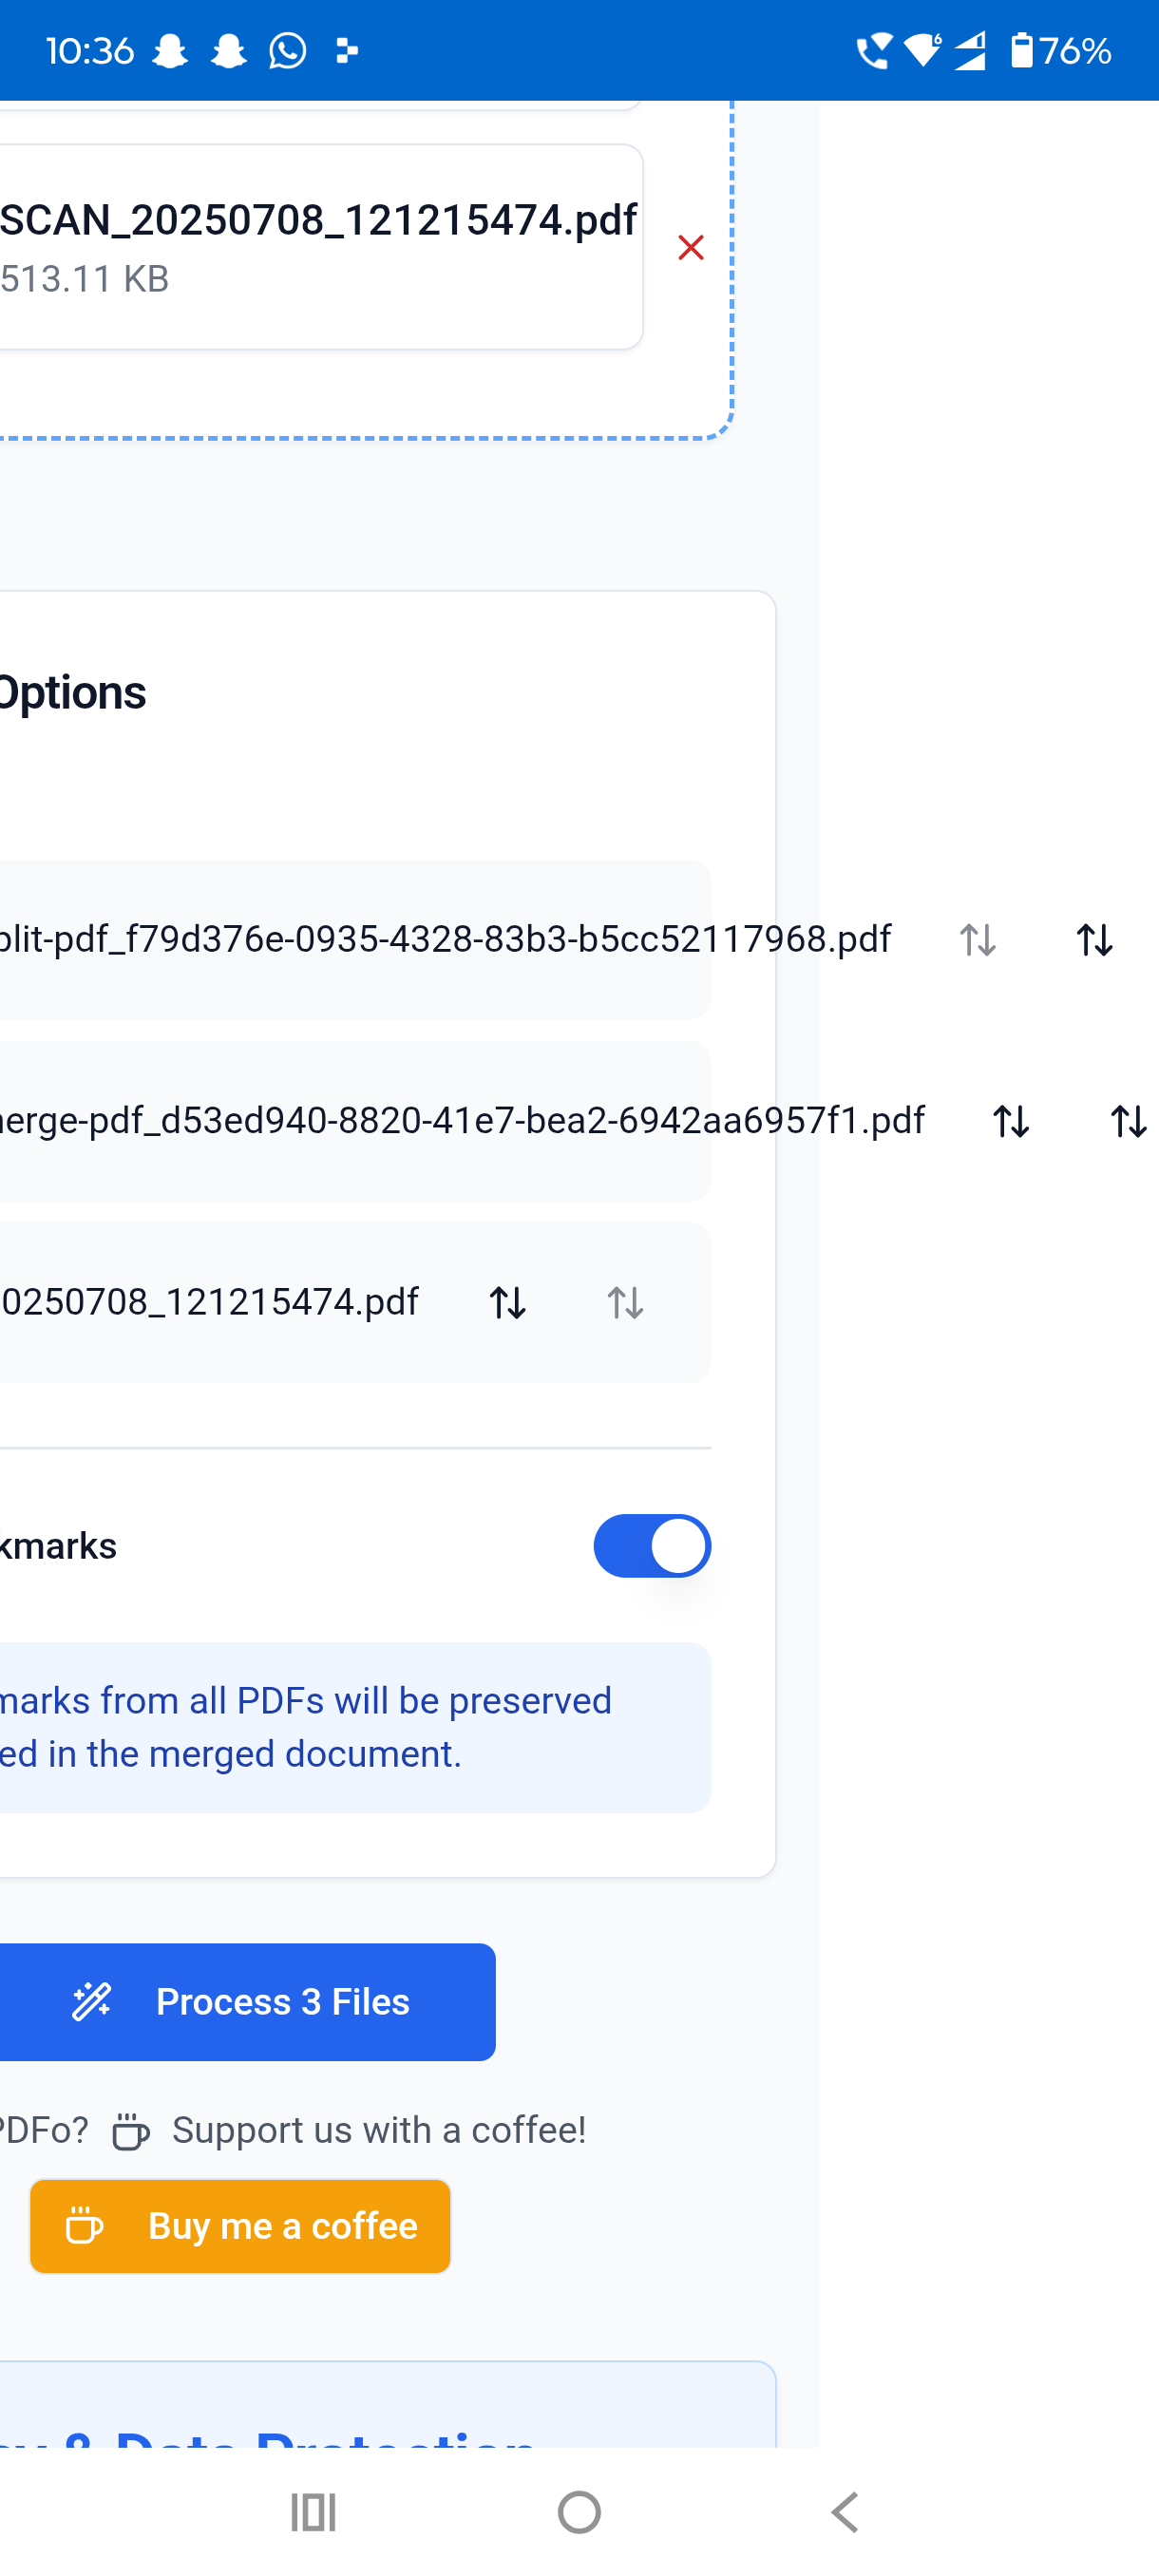 10:36
6
76%
SCAN_20250708_121215474.pdf
513.11 KB
Options
plit-pdf_f79d376e-0935-4328-83b3-b5cc52117968.pdf
nerge-pdf_d53ed940-8820-41e7-bea2-6942aa6957f1.pdf
0250708_121215474.pdf
kmarks
marks from all PDFs will be preserved
ed in the merged document.
Process 3 Files
PDFo? Support us with a coffee!
Buy me a coffee
& Data Protection